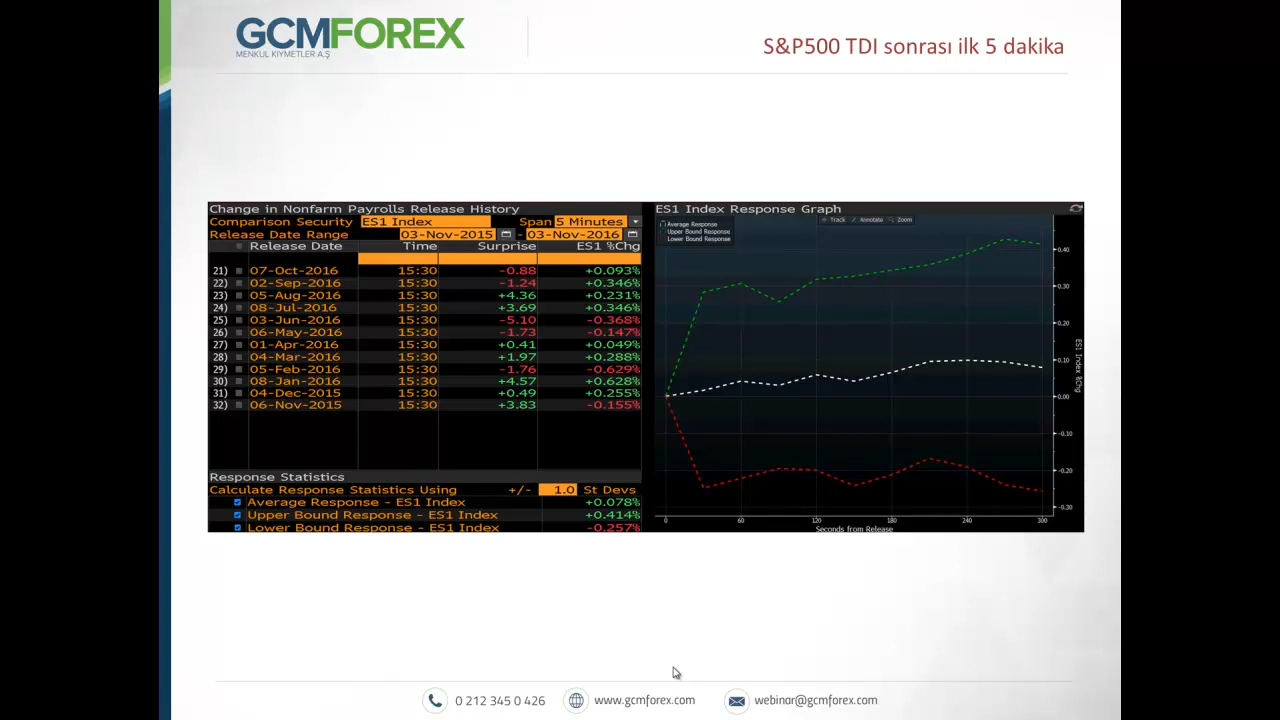 GCMFOREX
MENKUL KIYMETLER A.Ş
S&P500 TDI sonrası ilk 5 dakika
Change in Nonfarm Payrolls Release History
Comparison Security ES1 Index Span 5 Minutes
Release Date Range 03-Nov-2015 - 03-Nov-2016
Release Date Time Surprise ES1 %Chg
21) 07-Oct-2016 15:30 -0.88 +0.093%
22) 02-Sep-2016 15:30 -1.24 +0.346%
23) 05-Aug-2016 15:30 +4.36 +0.231%
24) 08-Jul-2016 15:30 +3.69 +0.346%
25) 03-Jun-2016 15:30 -5.10 -0.368%
26) 06-May-2016 15:30 -1.73 -0.147%
27) 01-Apr-2016 15:30 +0.41 +0.049%
28) 04-Mar-2016 15:30 +1.97 +0.288%
29) 05-Feb-2016 15:30 -1.76 -0.629%
30) 08-Jan-2016 15:30 +4.57 +0.628%
31) 04-Dec-2015 15:30 +0.49 +0.255%
32) 06-Nov-2015 15:30 +3.83 -0.155%
Response Statistics
Calculate Response Statistics Using +/- 1.0 St Devs
Average Response - ES1 Index +0.078%
Upper Bound Response - ES1 Index +0.414%
Lower Bound Response - ES1 Index -0.257%
ES1 Index Response Graph
Track Annotate Zoom
Average Response
Upper Bound Response
Lower Bound Response
0.40
0.30
0.20
0.10
0.00
-0.10
-0.20
-0.30
ES1 Index %Chg
0 60 120 180 240 300
Seconds from Release
0 212 345 0 426 www.gcmforex.com webinar@gcmforex.com